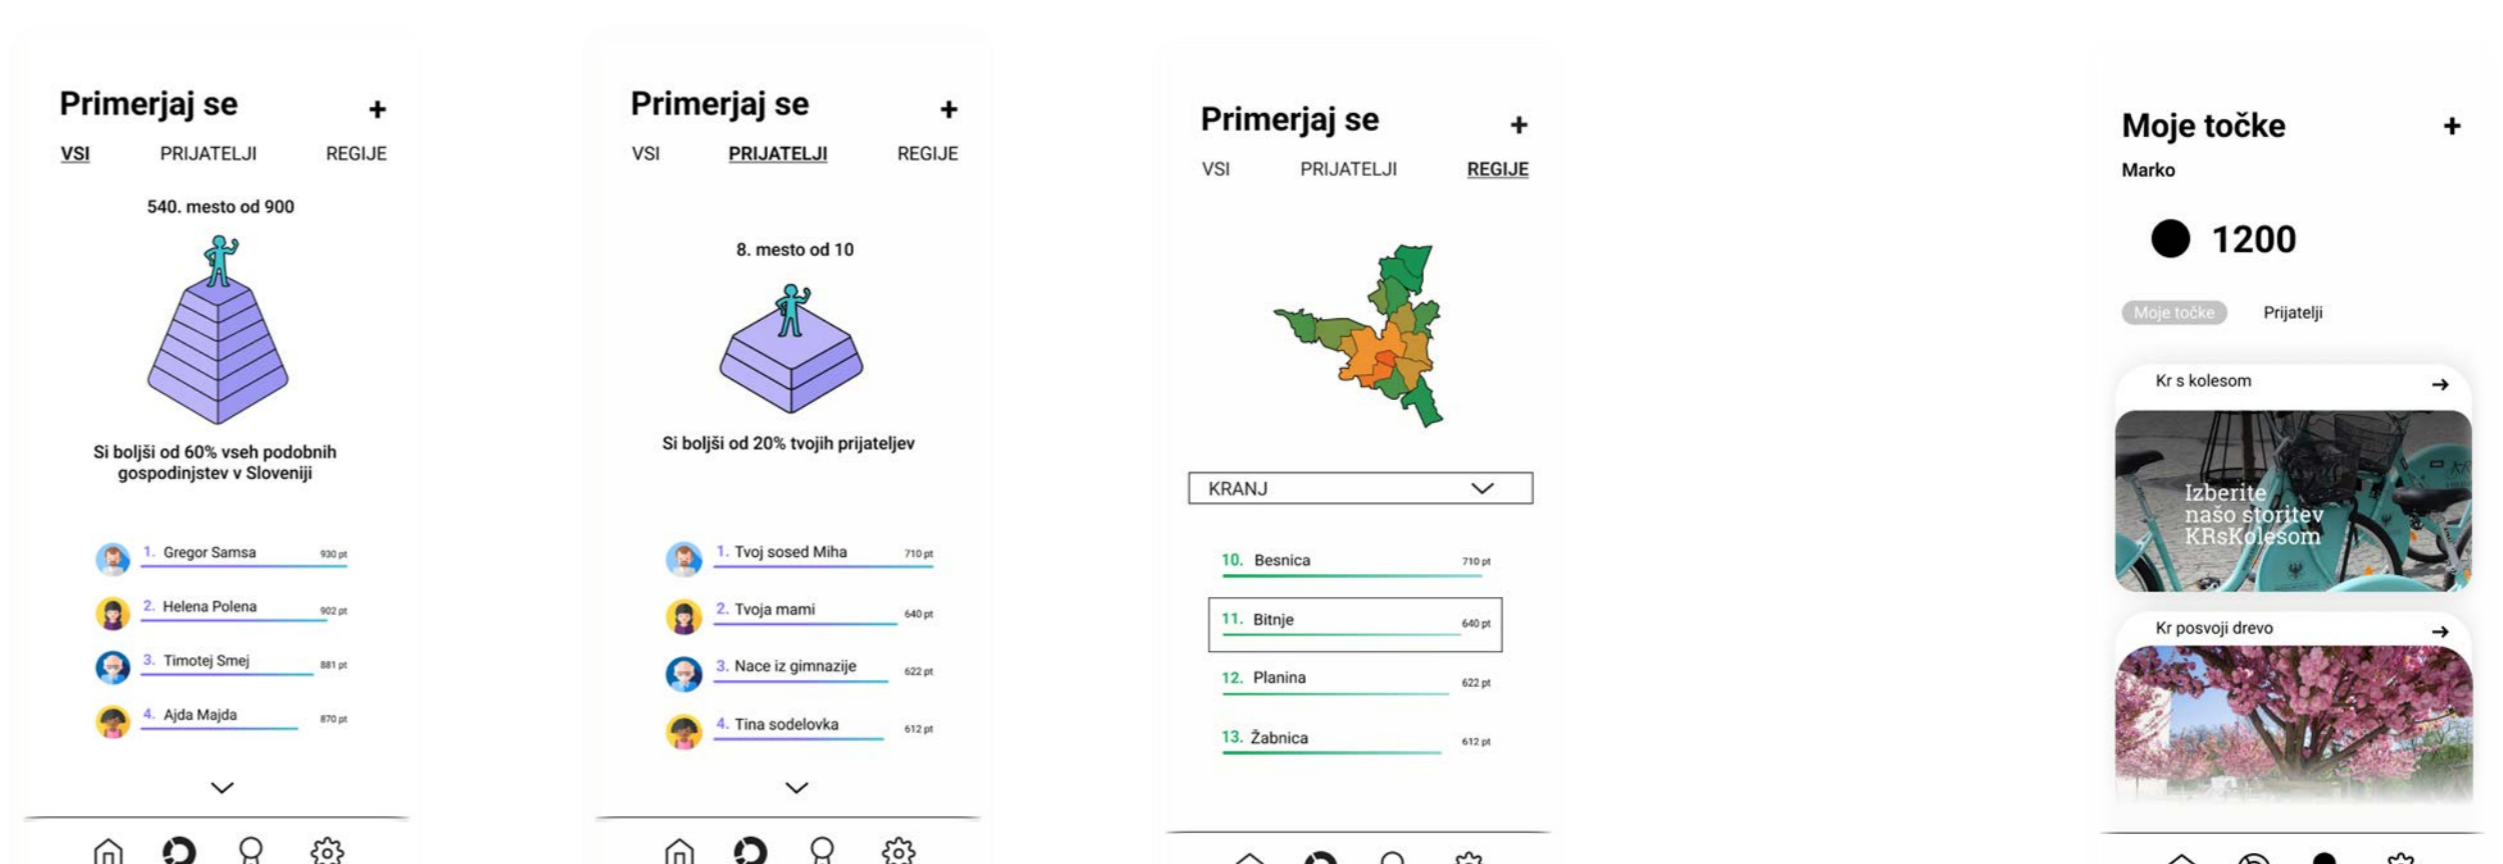 Primerjaj se
+
VSI PRIJATELJI REGIJE
540. mesto od 900
Si boljši od 60% vseh podobnih
gospodinjstev v Sloveniji
1. Gregor Samsa 930 pt
2. Helena Polena 902 pt
3. Timotej Smej 881 pt
4. Ajda Majda 870 pt
Primerjaj se
+
VSI PRIJATELJI REGIJE
8. mesto od 10
Si boljši od 20% tvojih prijateljev
1. Tvoj sosed Miha 710 pt
2. Tvoja mami 640 pt
3. Nace iz gimnazije 622 pt
4. Tina sodelovka 612 pt
Primerjaj se
+
VSI PRIJATELJI REGIJE
KRANJ
10. Besnica 710 pt
11. Bitnje 640 pt
12. Planina 622 pt
13. Žabnica 612 pt
Moje točke
+
Marko
1200
Moje točke Prijatelji
Kr s kolesom
Izberite
našo storitev
KRsKolesom
Kr posvoji drevo